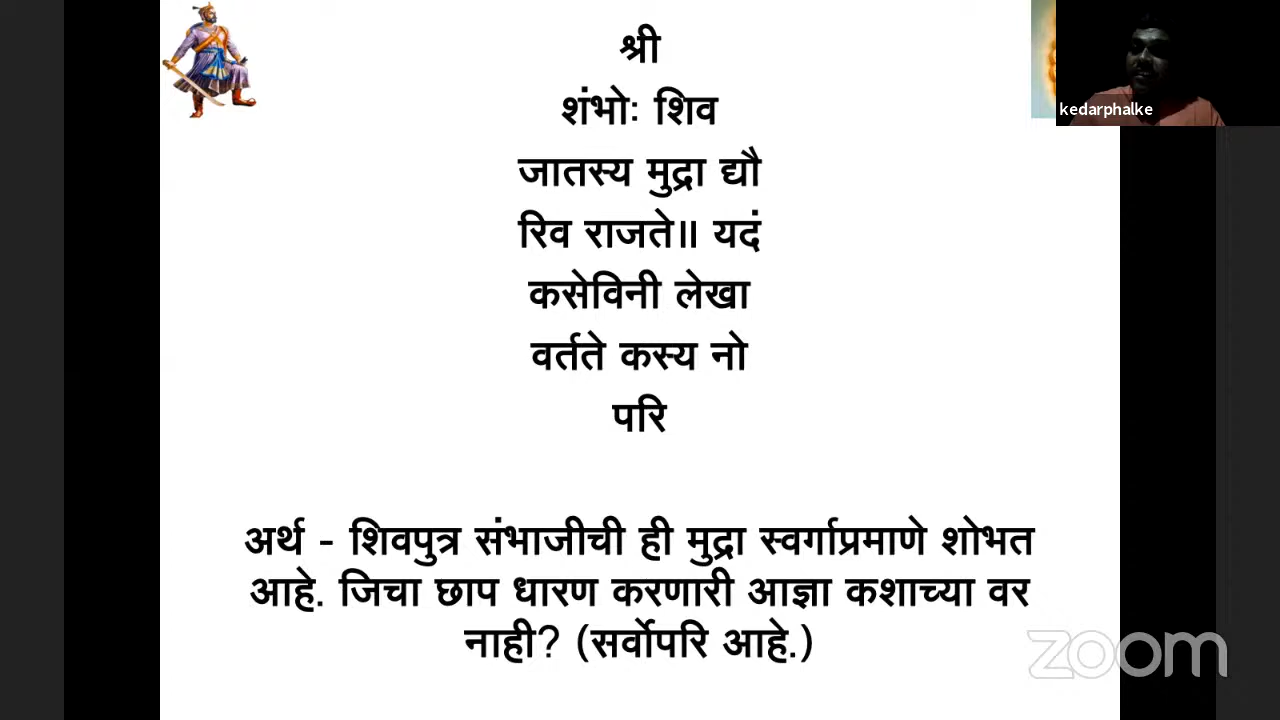 श्री
शंभोः शिव
जातस्य मुद्रा द्यौ
रिव राजते॥ यदं
कसेविनी लेखा
वर्तते कस्य नो
परि
अर्थ - शिवपुत्र संभाजीची ही मुद्रा स्वर्गाप्रमाणे शोभत
आहे. जिचा छाप धारण करणारी आज्ञा कशाच्या वर
नाही? (सर्वोपरि आहे.)
kedarphalke
zoom